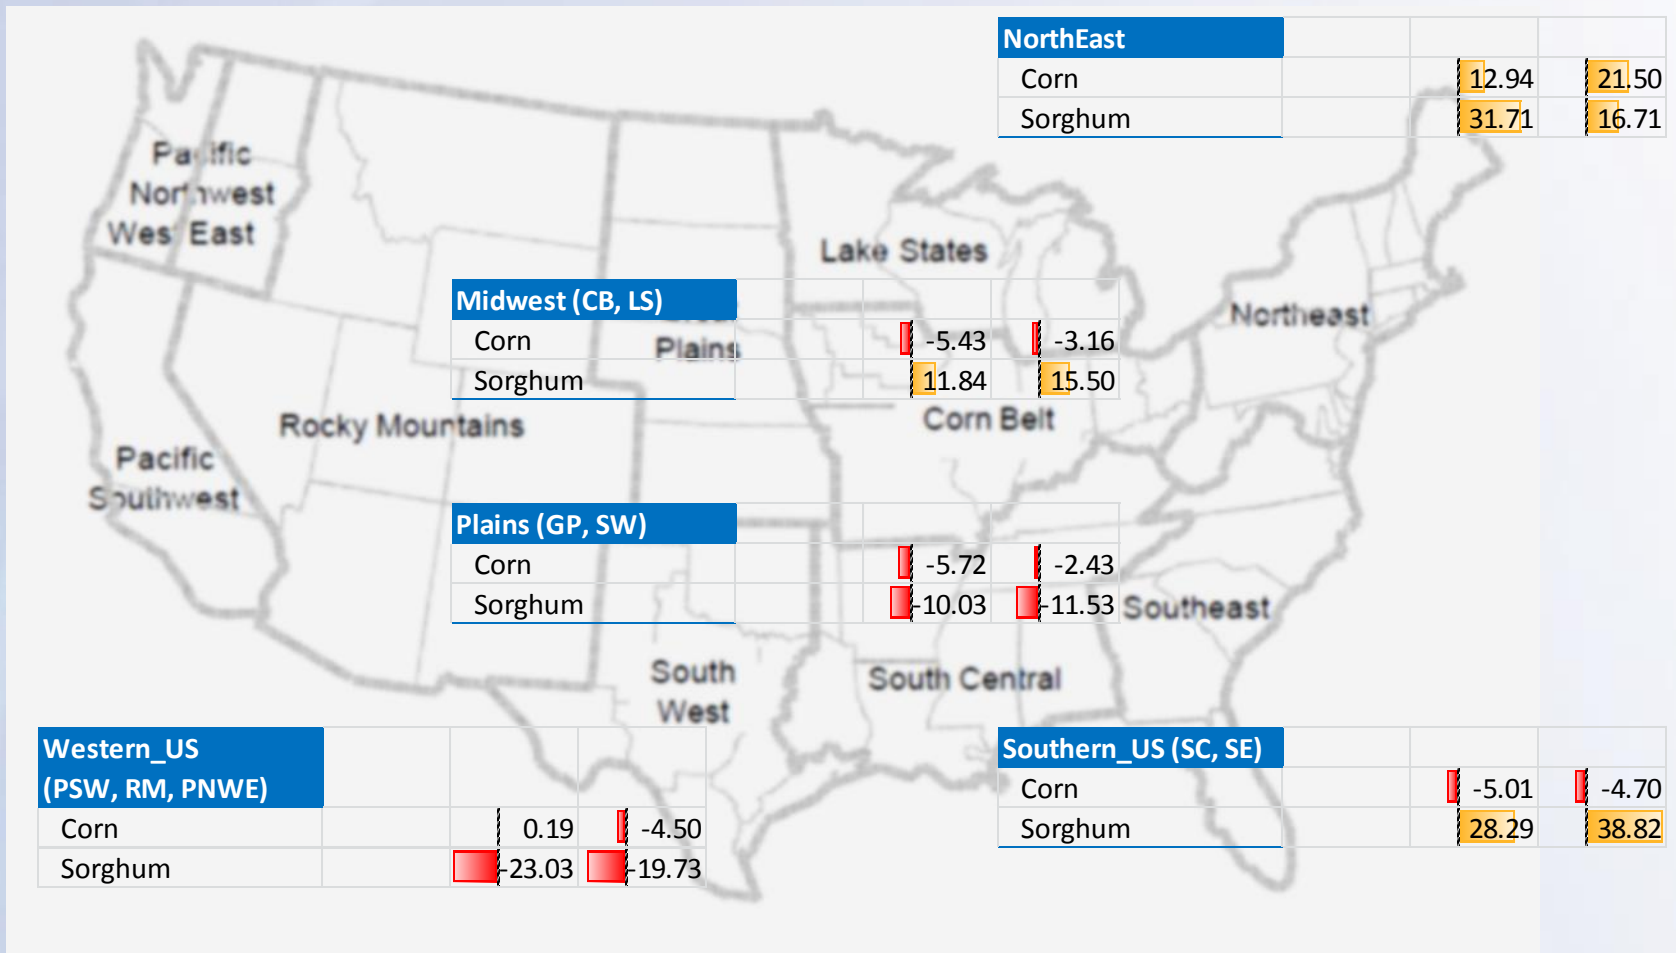 NorthEast
Corn 12.94 21.50
Sorghum 31.71 16.71
Pacific
Northwest
West East
Lake States
Northeast
Midwest (CB, LS)
Corn -5.43 -3.16
Sorghum 11.84 15.50
Plains
Corn Belt
Rocky Mountains
Pacific
Southwest
Plains (GP, SW)
Corn -5.72 -2.43
Sorghum -10.03 -11.53
Southeast
South
West
South Central
Western_US
(PSW, RM, PNWE)
Corn 0.19 -4.50
Sorghum -23.03 -19.73
Southern_US (SC, SE)
Corn -5.01 -4.70
Sorghum 28.29 38.82